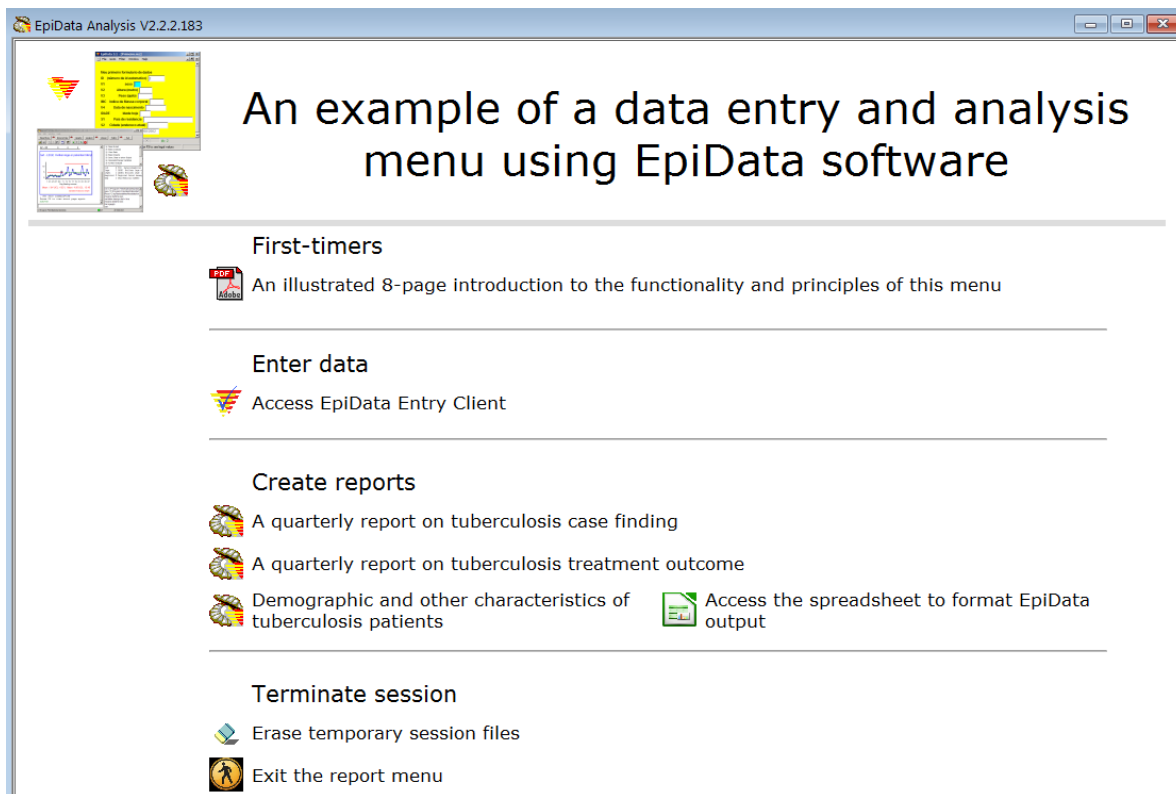 EpiData Analysis V2.2.2.183
An example of a data entry and analysis
menu using EpiData software
First-timers
PDF
Adobe
An illustrated 8-page introduction to the functionality and principles of this menu
Enter data
Access EpiData Entry Client
Create reports
A quarterly report on tuberculosis case finding
A quarterly report on tuberculosis treatment outcome
Demographic and other characteristics of
tuberculosis patients
Access the spreadsheet to format EpiData
output
Terminate session
Erase temporary session files
Exit the report menu